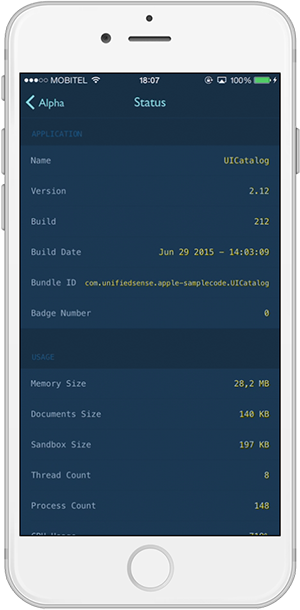 MOBITEL 18:07 100%
Alpha Status
APPLICATION
Name UICatalog
Version 2.12
Build 212
Build Date Jun 29 2015 - 14:03:09
Bundle ID com.unifiedsense.apple-samplecode.UICatalog
Badge Number 0
USAGE
Memory Size 28,2 MB
Documents Size 140 KB
Sandbox Size 197 KB
Thread Count 8
Process Count 148